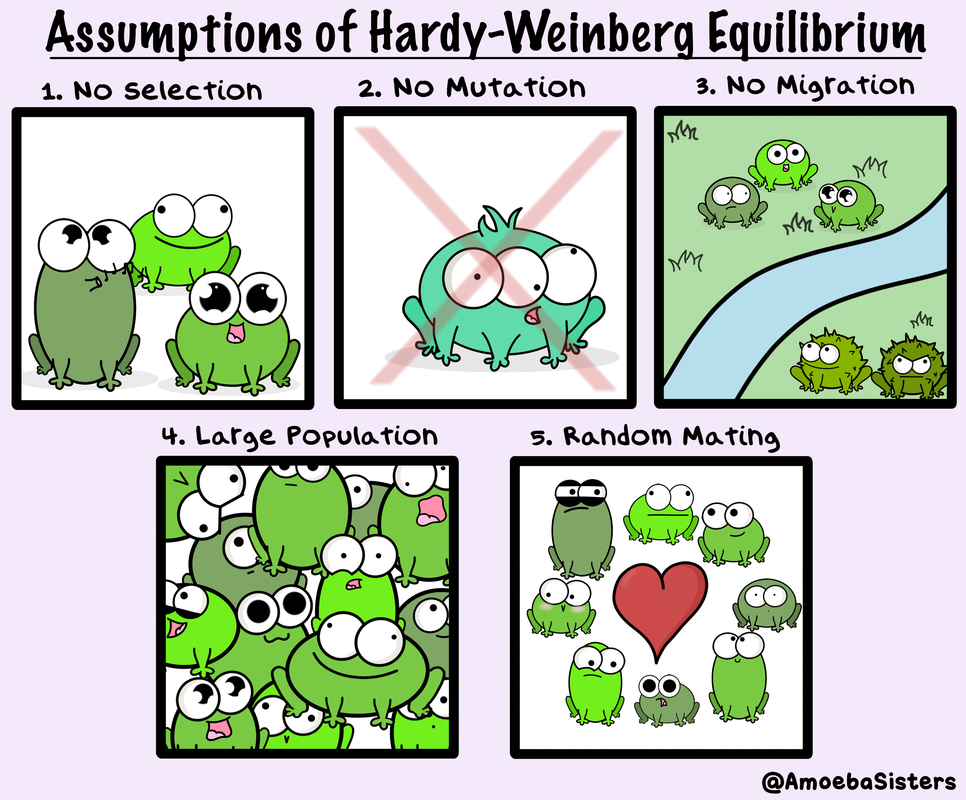 Assumptions of Hardy-Weinberg Equilibrium
1. No Selection
2. No Mutation
3. No Migration
4. Large Population
5. Random Mating
@AmoebaSisters